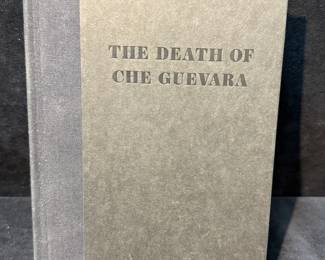 THE DEATH OF
CHE GUEVARA